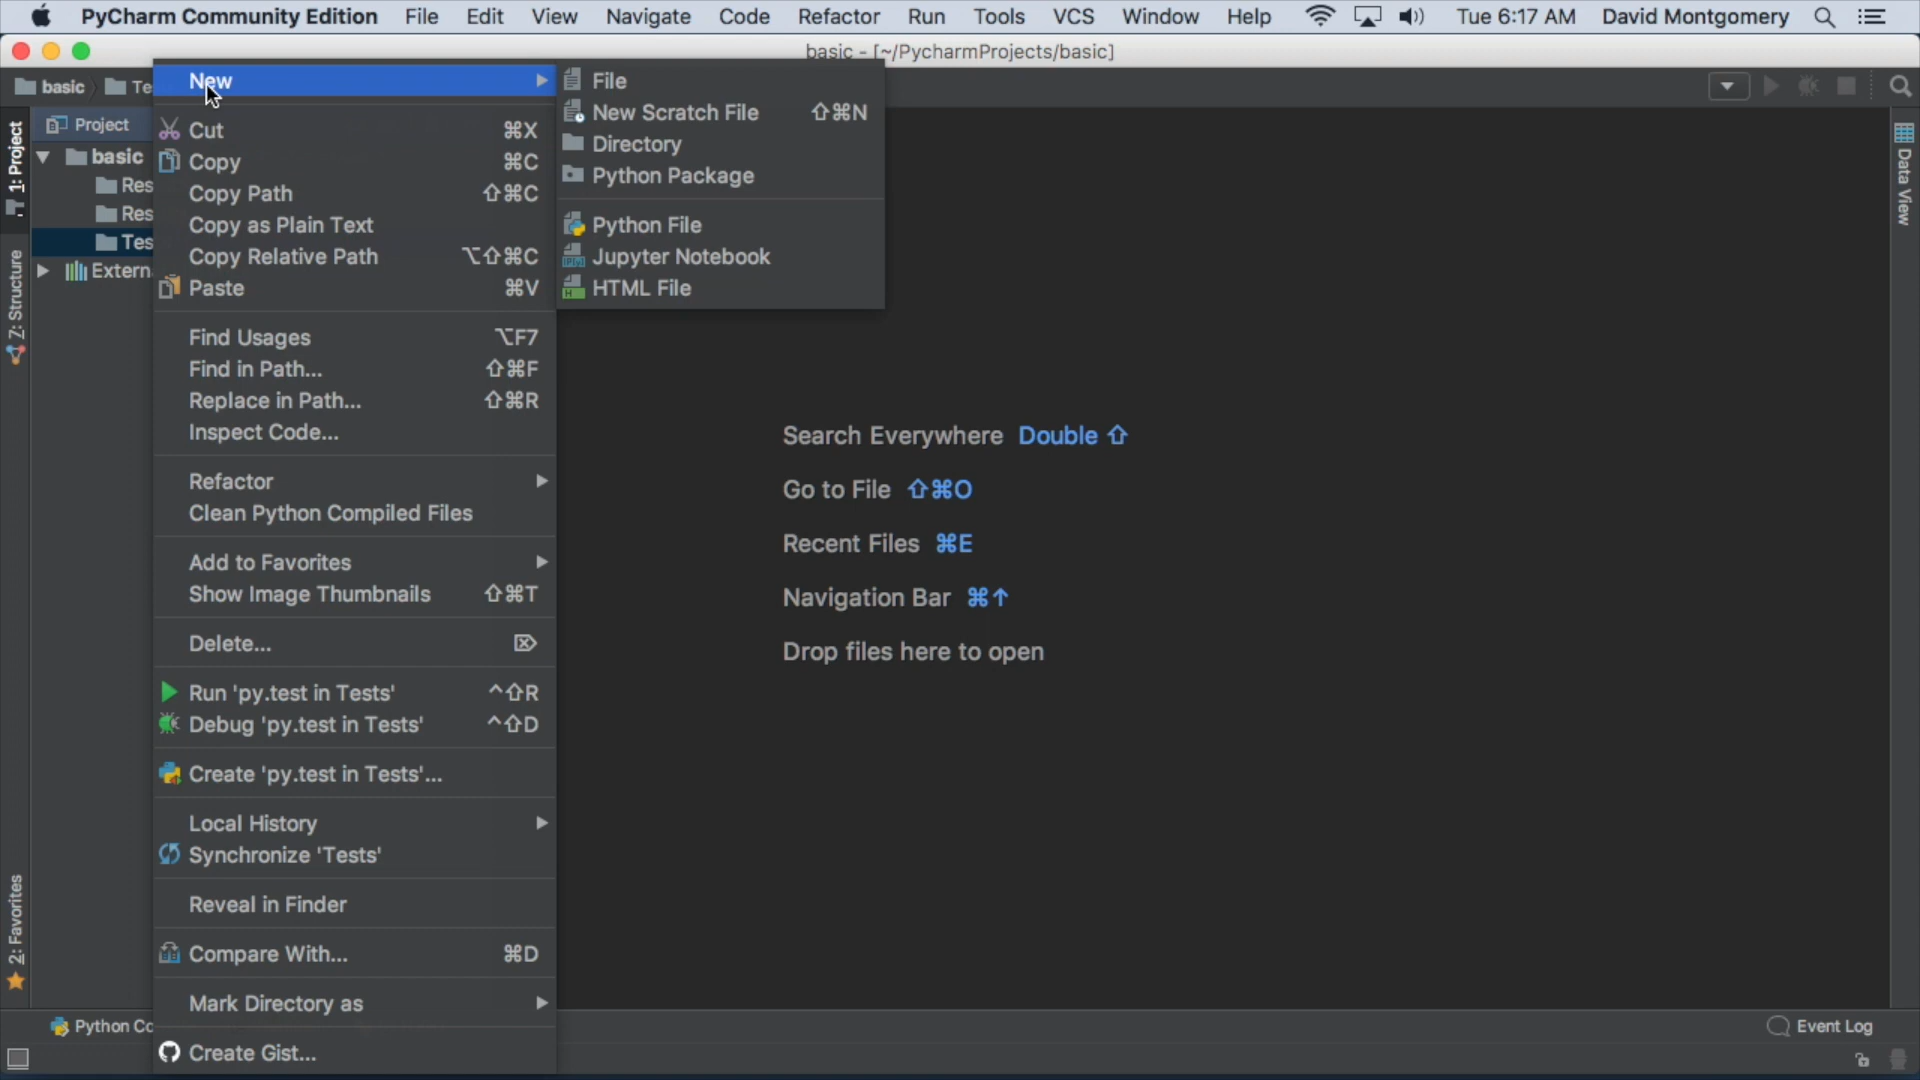 PyCharm Community Edition File Edit View Navigate Code Refactor Run Tools VCS Window Help Tue 6:17 AM David Montgomery
basic - [~/PycharmProjects/basic]
basic Te
New
File
New Scratch File ⇧⌘N
Directory
Python Package
Python File
Jupyter Notebook
HTML File
1: Project
Z: Structure
2: Favorites
Project
basic
Res
Res
Tes
Extern
Cut ⌘X
Copy ⌘C
Copy Path ⇧⌘C
Copy as Plain Text
Copy Relative Path ⌥⇧⌘C
Paste ⌘V
Find Usages ⌥F7
Find in Path... ⇧⌘F
Replace in Path... ⇧⌘R
Inspect Code...
Refactor
Clean Python Compiled Files
Add to Favorites
Show Image Thumbnails ⇧⌘T
Delete... ⌦
Run 'py.test in Tests' ^⇧R
Debug 'py.test in Tests' ^⇧D
Create 'py.test in Tests'...
Local History
Synchronize 'Tests'
Reveal in Finder
Compare With... ⌘D
Mark Directory as
Create Gist...
Search Everywhere Double ⇧
Go to File ⇧⌘O
Recent Files ⌘E
Navigation Bar ⌘↑
Drop files here to open
Data View
Python Co
Event Log